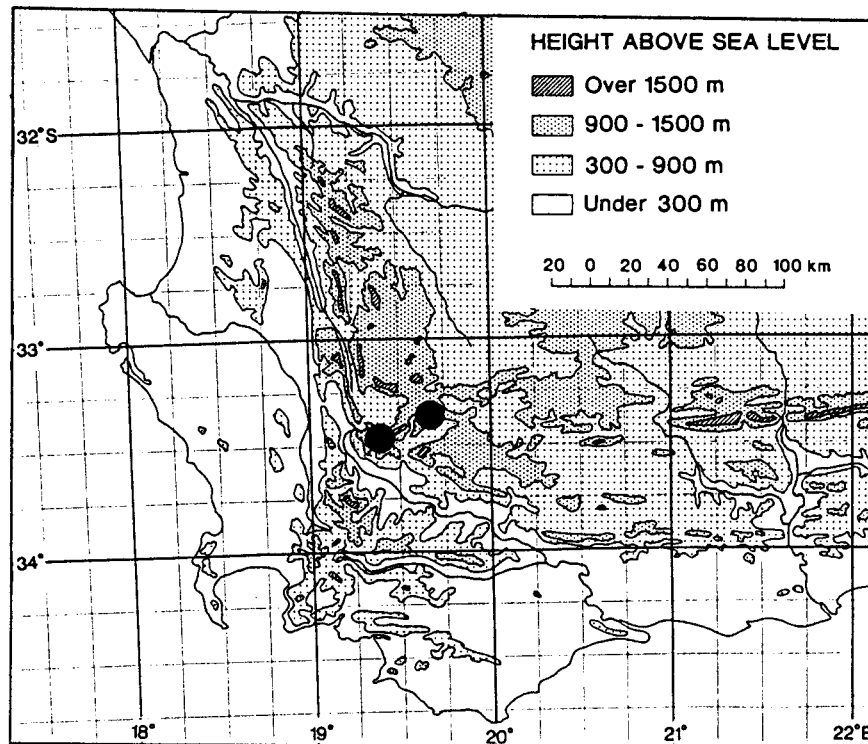 HEIGHT ABOVE SEA LEVEL
Over 1500 m
900 - 1500 m
300 - 900 m
Under 300 m
20 0 20 40 60 80 100 km
32°S
33°
34°
18° 19° 20° 21° 22°E